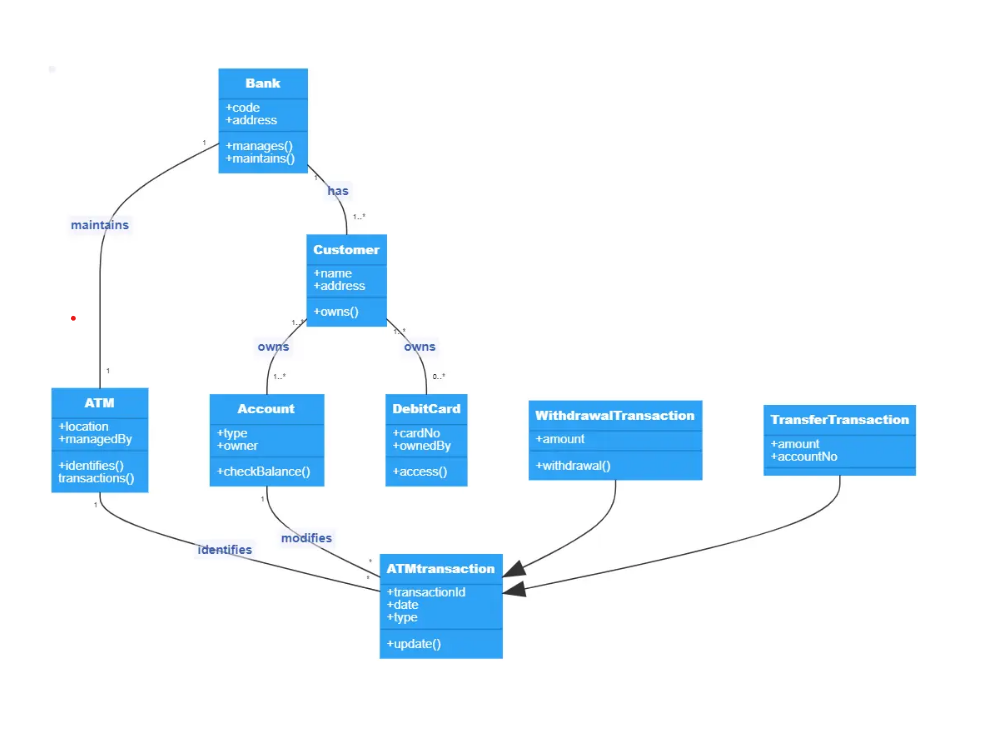 Bank
+code
+address
+manages()
+maintains()
1
1
has
1..*
maintains
Customer
+name
+address
+owns()
1..*
1..*
owns
owns
1
1..*
0..*
ATM
+location
+managedBy
+identifies()
transactions()
Account
+type
+owner
+checkBalance()
DebitCard
+cardNo
+ownedBy
+access()
WithdrawalTransaction
+amount
+withdrawal()
TransferTransaction
+amount
+accountNo
1
1
identifies
modifies
*
*
ATMtransaction
+transactionId
+date
+type
+update()